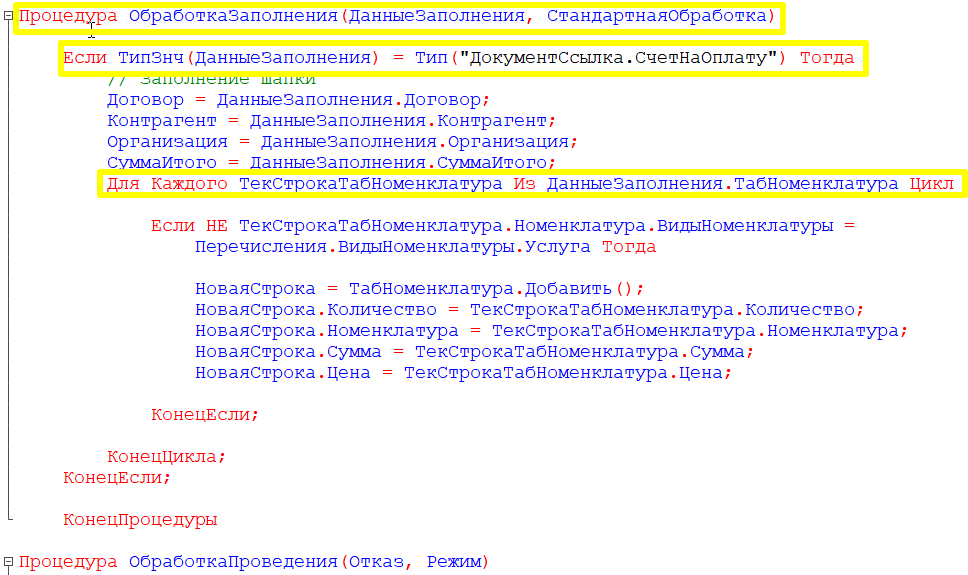 Процедура ОбработкаЗаполнения(ДанныеЗаполнения, СтандартнаяОбработка)
Если ТипЗнч(ДанныеЗаполнения) = Тип("ДокументСсылка.СчетНаОплату") Тогда
// Заполнение шапки
Договор = ДанныеЗаполнения.Договор;
Контрагент = ДанныеЗаполнения.Контрагент;
Организация = ДанныеЗаполнения.Организация;
СуммаИтого = ДанныеЗаполнения.СуммаИтого;
Для Каждого ТекСтрокаТабНоменклатура Из ДанныеЗаполнения.ТабНоменклатура Цикл
Если НЕ ТекСтрокаТабНоменклатура.Номенклатура.ВидыНоменклатуры =
Перечисления.ВидыНоменклатуры.Услуга Тогда
НоваяСтрока = ТабНоменклатура.Добавить();
НоваяСтрока.Количество = ТекСтрокаТабНоменклатура.Количество;
НоваяСтрока.Номенклатура = ТекСтрокаТабНоменклатура.Номенклатура;
НоваяСтрока.Сумма = ТекСтрокаТабНоменклатура.Сумма;
НоваяСтрока.Цена = ТекСтрокаТабНоменклатура.Цена;
КонецЕсли;
КонецЦикла;
КонецЕсли;
КонецПроцедуры
Процедура ОбработкаПроведения(Отказ, Режим)